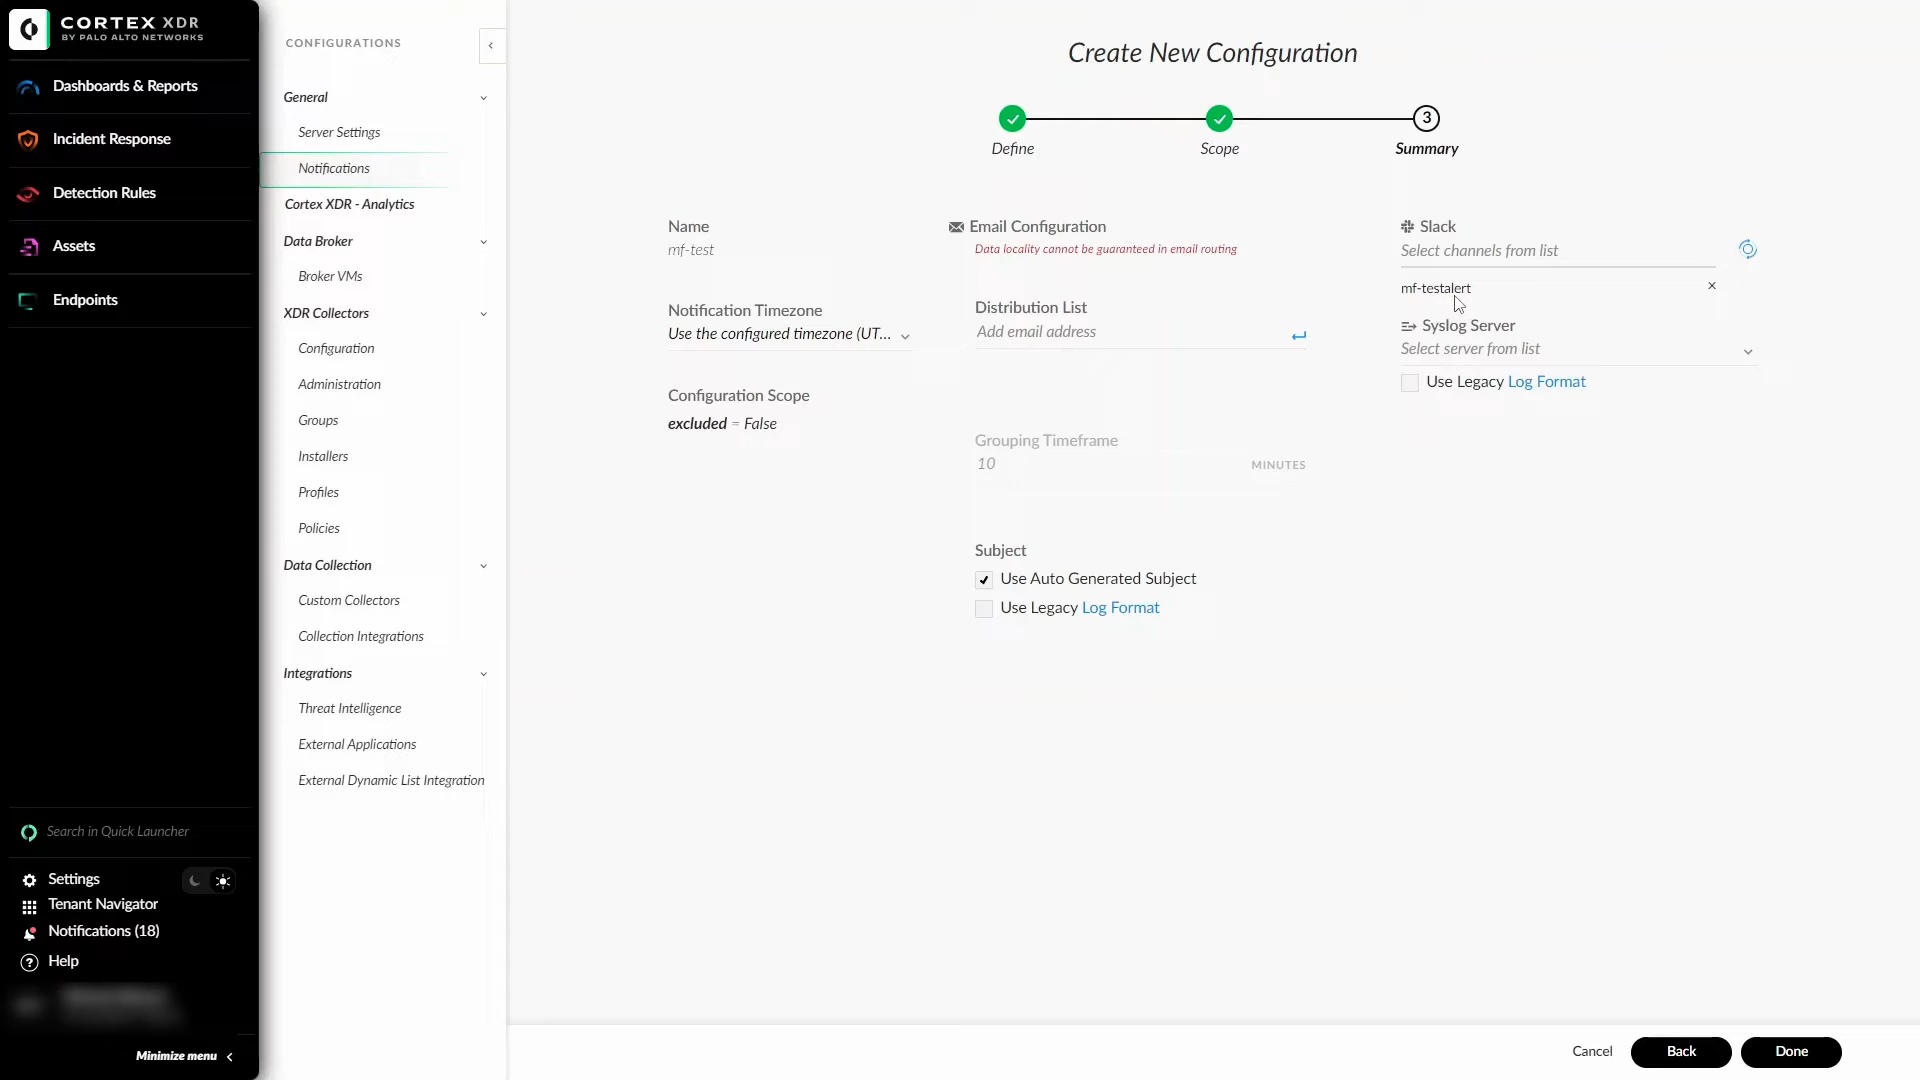 CORTEX XDR
BY PALO ALTO NETWORKS
Dashboards & Reports
Incident Response
Detection Rules
Assets
Endpoints
Search in Quick Launcher
Settings
Tenant Navigator
Notifications (18)
Help
Minimize menu
CONFIGURATIONS
General
Server Settings
Notifications
Cortex XDR - Analytics
Data Broker
Broker VMs
XDR Collectors
Configuration
Administration
Groups
Installers
Profiles
Policies
Data Collection
Custom Collectors
Collection Integrations
Integrations
Threat Intelligence
External Applications
External Dynamic List Integration
Create New Configuration
3
Define
Scope
Summary
Name
mf-test
Notification Timezone
Use the configured timezone (UT...
Configuration Scope
excluded = False
Email Configuration
Data locality cannot be guaranteed in email routing
Distribution List
Add email address
Grouping Timeframe
10 MINUTES
Subject
Use Auto Generated Subject
Use Legacy Log Format
Slack
Select channels from list
mf-testalert
Syslog Server
Select server from list
Use Legacy Log Format
Cancel
Back
Done